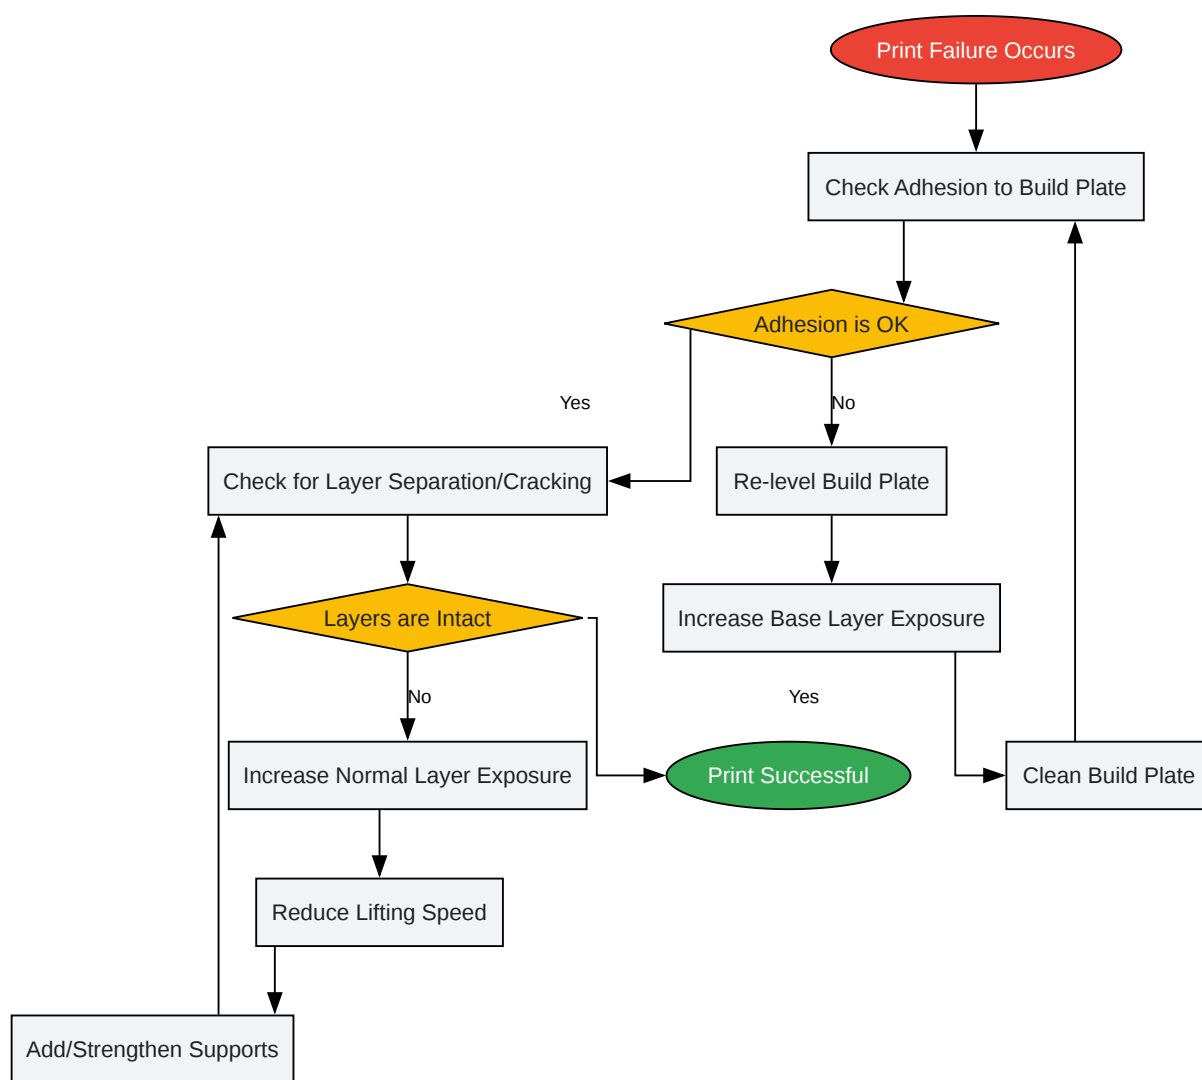 Print Failure Occurs
Check Adhesion to Build Plate
Adhesion is OK
Yes
No
Check for Layer Separation/Cracking
Re-level Build Plate
Layers are Intact
Increase Base Layer Exposure
No
Yes
Increase Normal Layer Exposure
Print Successful
Clean Build Plate
Reduce Lifting Speed
Add/Strengthen Supports